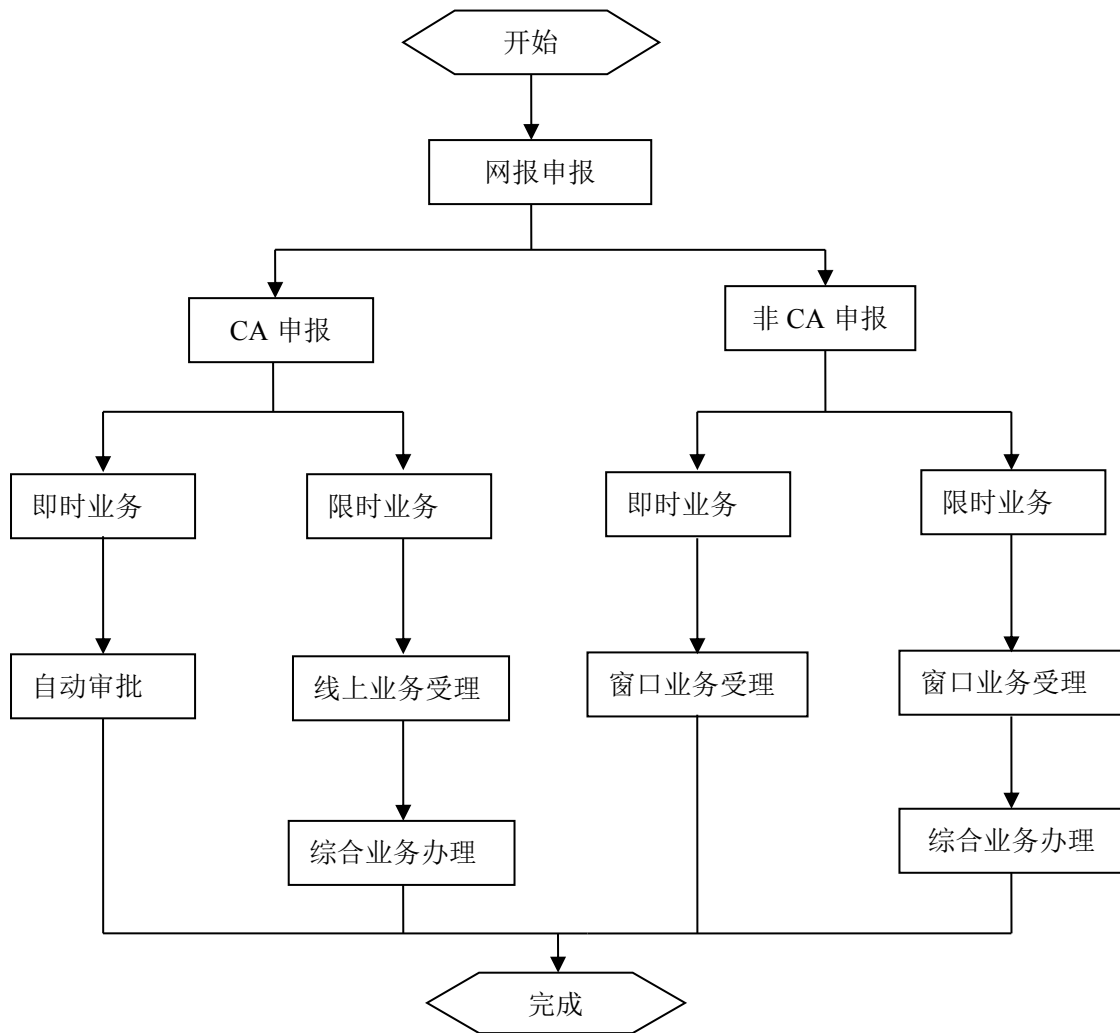 开始
网报申报
CA 申报
非 CA 申报
即时业务
限时业务
即时业务
限时业务
自动审批
线上业务受理
窗口业务受理
窗口业务受理
综合业务办理
综合业务办理
完成